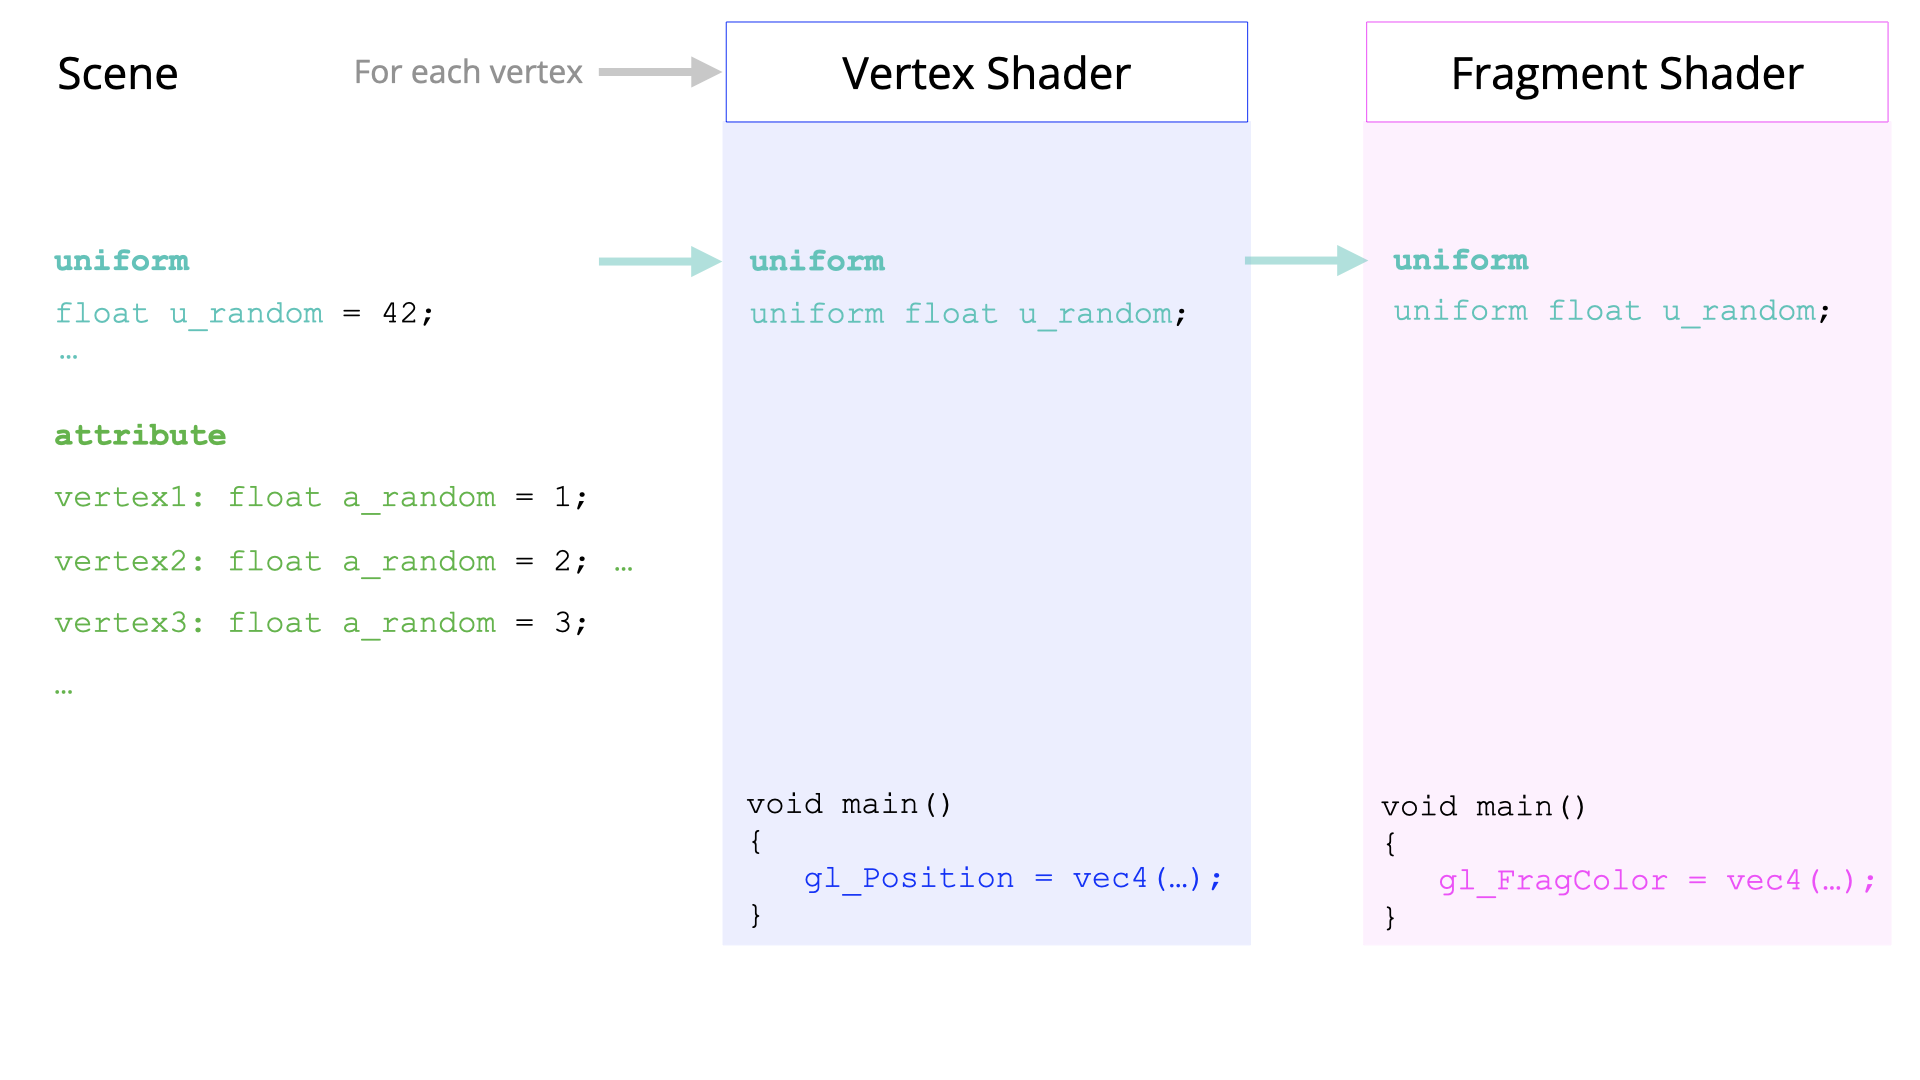 Scene
For each vertex
Vertex Shader
Fragment Shader
uniform
float u_random = 42;
…
attribute
vertex1: float a_random = 1;
vertex2: float a_random = 2; …
vertex3: float a_random = 3;
…
uniform
uniform float u_random;
void main()
{
gl_Position = vec4(…);
}
uniform
uniform float u_random;
void main()
{
gl_FragColor = vec4(…);
}